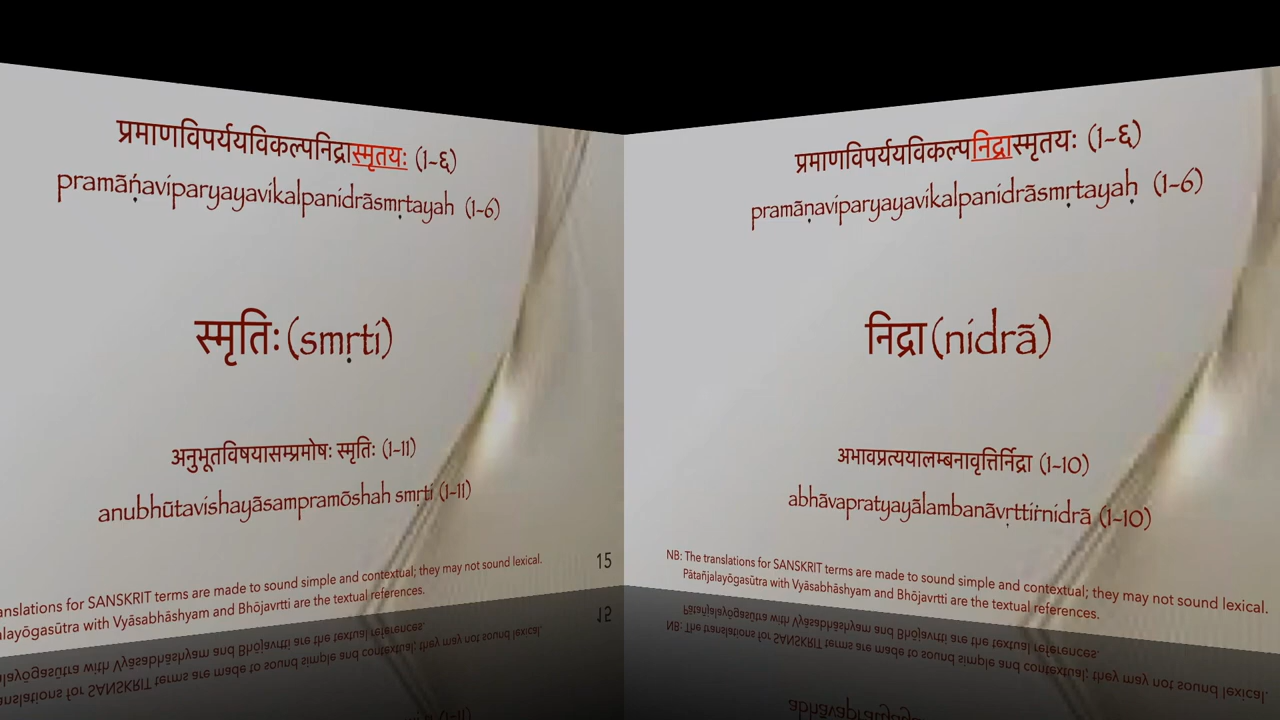 प्रमाणविपर्ययविकल्पनिद्रास्मृतयः (1-६)
pramāṅaviparyayavikalpanidrāsmṛtayah (1-6)
स्मृतिः (smṛti)
अनुभूतविषयासम्प्रमोषः स्मृतिः (1-11)
anubhūtavishayāsampramōshah smṛti (1-11)
anslations for SANSKRIT terms are made to sound simple and contextual; they may not sound lexical.
alayōgasūtra with Vyāsabhāshyam and Bhōjavrtti are the textual references.
15
प्रमाणविपर्ययविकल्पनिद्रास्मृतयः (1-६)
pramāṇaviparyayavikalpanidrāsmṛtayaḥ (1-6)
निद्रा (nidrā)
अभावप्रत्ययालम्बनावृत्तिर्निद्रा (1-10)
abhāvapratyayālambanāvṛttiṙnidrā (1-10)
NB: The translations for SANSKRIT terms are made to sound simple and contextual; they may not sound lexical.
Pātañjalayōgasūtra with Vyāsabhāshyam and Bhōjavrtti are the textual references.